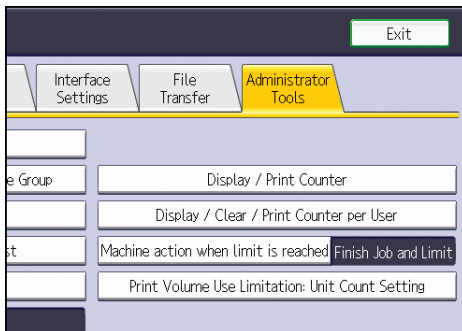 Exit
Interface Settings
File Transfer
Administrator Tools
e Group
Display / Print Counter
Display / Clear / Print Counter per User
st
Machine action when limit is reached Finish Job and Limit
Print Volume Use Limitation: Unit Count Setting